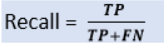 Recall = TP / TP+FN